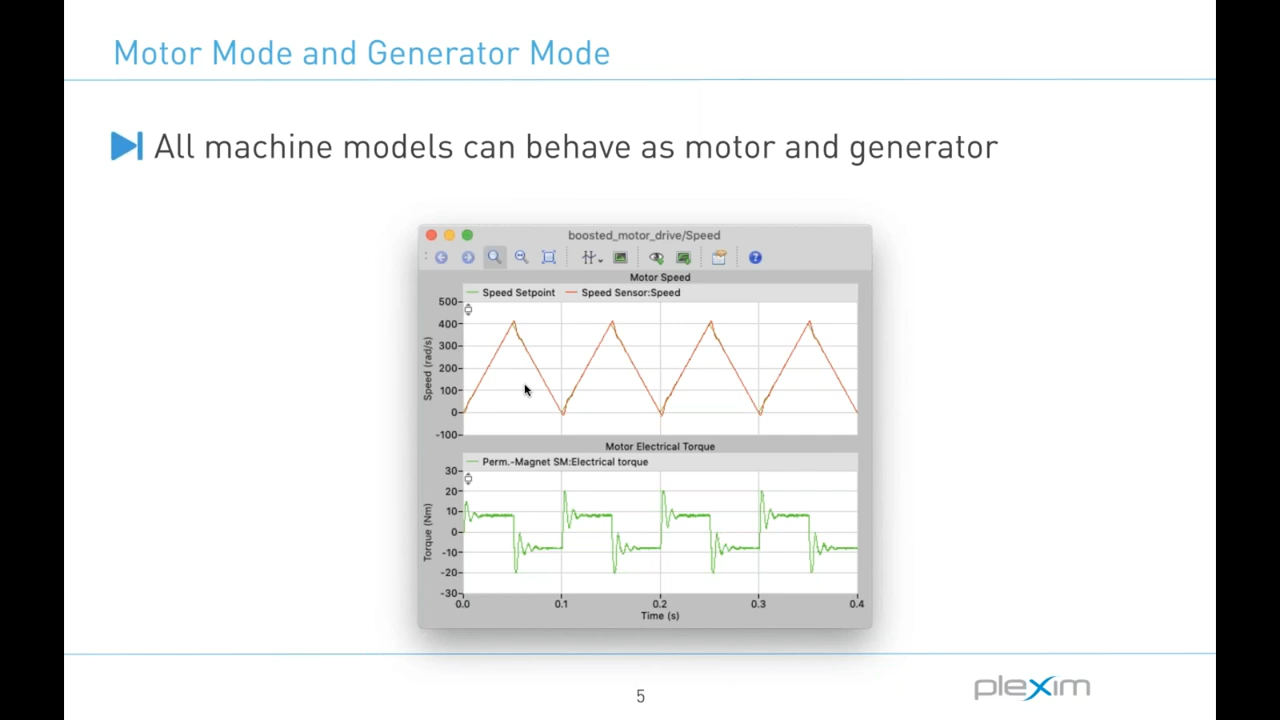 Motor Mode and Generator Mode
All machine models can behave as motor and generator
boosted_motor_drive/Speed
Motor Speed
Speed Setpoint Speed Sensor:Speed
500
400
300
200
100
0
-100
Speed (rad/s)
Motor Electrical Torque
Perm.-Magnet SM:Electrical torque
30
20
10
0
-10
-20
-30
Torque (Nm)
0.0 0.1 0.2 0.3 0.4
Time (s)
5
plexim